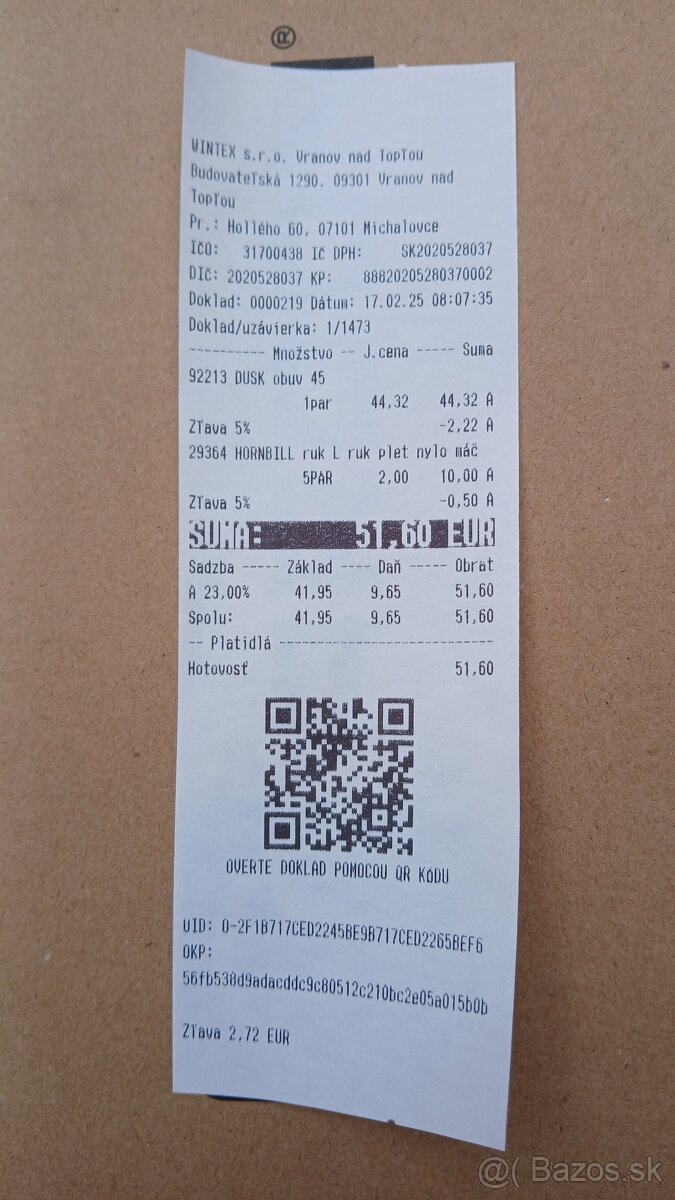 ®
WINTEX s.r.o. Vranov nad Topľou
Budovateľská 1290, 09301 Vranov nad
Topľou
Pr.: Hollého 60, 07101 Michalovce
IČO: 31700438 IČ DPH: SK2020528037
DIČ: 2020528037 KP: 88820205280370002
Doklad: 0000219 Dátum: 17.02.25 08:07:35
Doklad/uzávierka: 1/1473
---------- Množstvo -- J.cena ----- Suma
92213 DUSK obuv 45
1par 44,32 44,32 A
Zľava 5% -2,22 A
29364 HORNBILL ruk L ruk plet nylo máč
5PAR 2,00 10,00 A
Zľava 5% -0,50 A
SUMA: 51,60 EUR
Sadzba ----- Základ ---- Daň ----- Obrat
A 23,00% 41,95 9,65 51,60
Spolu: 41,95 9,65 51,60
-- Platidlá ----------------------------
Hotovosť 51,60
OVERTE DOKLAD POMOCOU QR KÓDU
UID: O-2F1B717CED2245BE9B717CED2265BEF6
OKP:
56fb538d9adacddc9c80512c210bc2e05a015b0b
Zľava 2,72 EUR
@( Bazos.sk